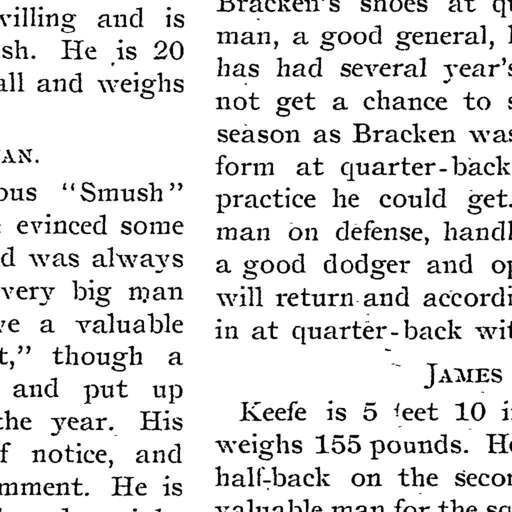 willing and is
sh. He is 20
all and weighs
AN.
ous "Smush"
evinced some
d was always
very big man
ve a valuable
t," though a
and put up
the year. His
f notice, and
mment. He is
Bracken's shoes at
man, a good general,
has had several year's
not get a chance to
season as Bracken was
form at quarter-back
practice he could get.
man on defense, handl
a good dodger and op
will return and accordi
in at quarter-back wit
JAMES
Keefe is 5 feet 10 i
weighs 155 pounds. He
half-back on the secon
valuable man for the sq